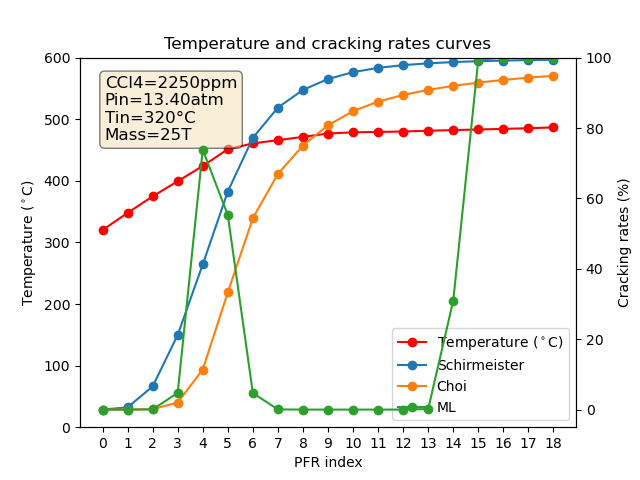 Temperature and cracking rates curves
CCl4=2250ppm
Pin=13.40atm
Tin=320°C
Mass=25T
Temperature (°C)
Cracking rates (%)
600
500
400
300
200
100
0
100
80
60
40
20
0
Temperature (°C)
Schirmeister
Choi
ML
0 1 2 3 4 5 6 7 8 9 10 11 12 13 14 15 16 17 18
PFR index